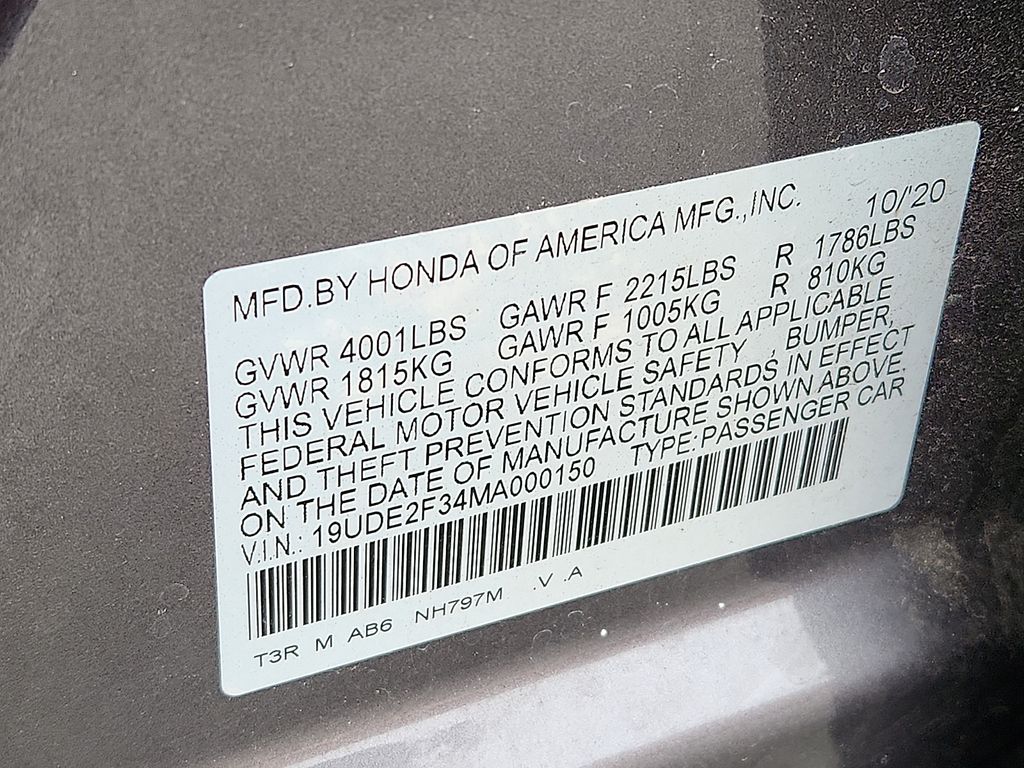 MFD.BY HONDA OF AMERICA MFG.,INC. 10/'20
GVWR 4001LBS GAWR F 2215LBS R 1786LBS
GVWR 1815KG GAWR F 1005KG R 810KG
THIS VEHICLE CONFORMS TO ALL APPLICABLE
FEDERAL MOTOR VEHICLE SAFETY , BUMPER,
AND THEFT PREVENTION STANDARDS IN EFFECT
ON THE DATE OF MANUFACTURE SHOWN ABOVE.
V.I.N.: 19UDE2F34MA000150 TYPE:PASSENGER CAR
T3R M AB6 NH797M .V .A